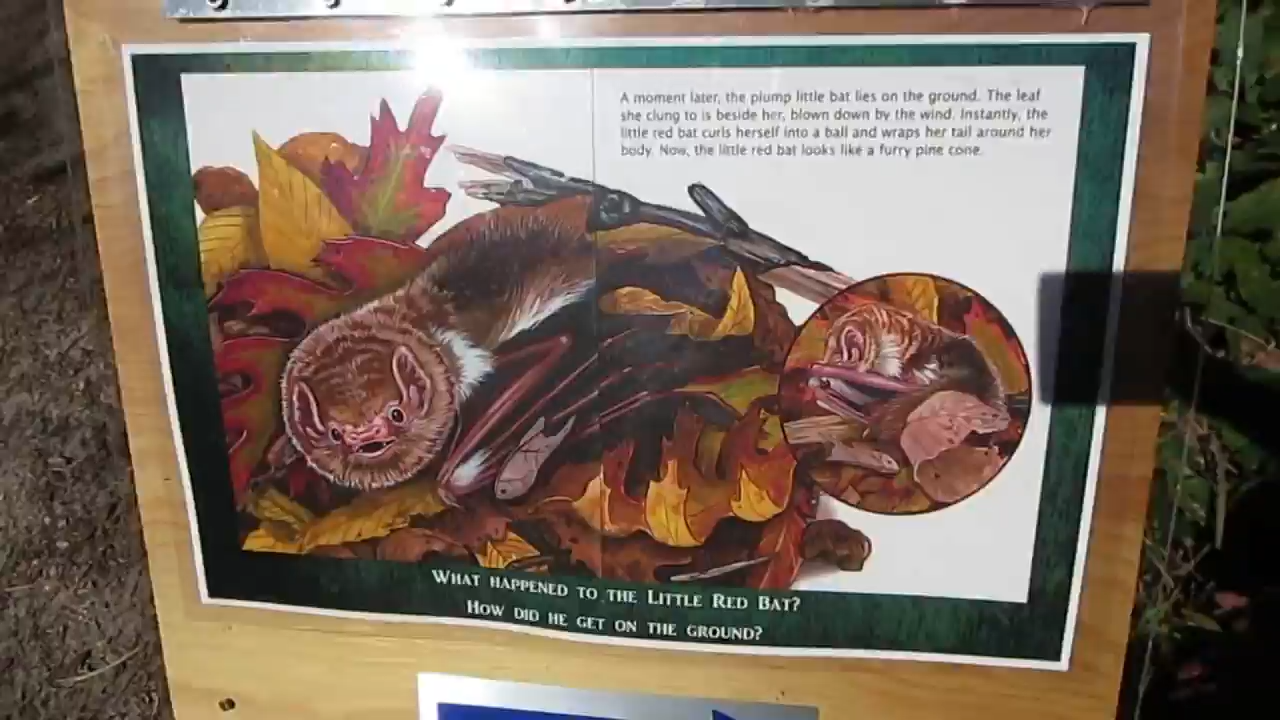 A moment later, the plump little bat lies on the ground. The leaf
she clung to is beside her, blown down by the wind. Instantly, the
little red bat curls herself into a ball and wraps her tail around her
body. Now, the little red bat looks like a furry pine cone.
What happened to the Little Red Bat?
How did he get on the ground?